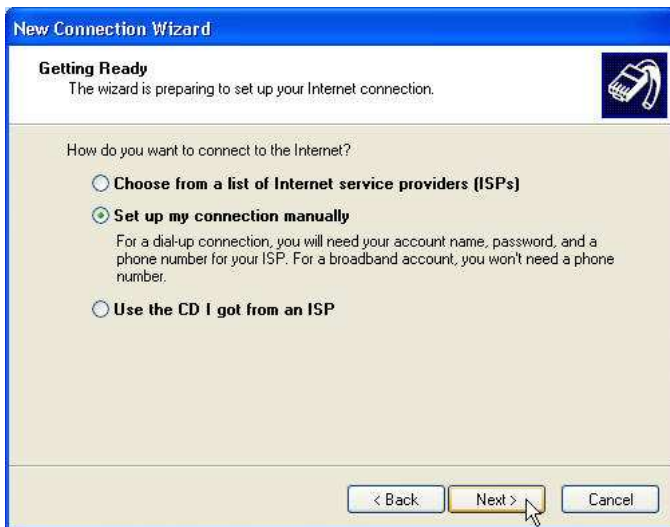 New Connection Wizard
Getting Ready
The wizard is preparing to set up your Internet connection.
How do you want to connect to the Internet?
Choose from a list of Internet service providers (ISPs)
Set up my connection manually
For a dial-up connection, you will need your account name, password, and a
phone number for your ISP. For a broadband account, you won't need a phone
number.
Use the CD I got from an ISP
< Back Next > Cancel